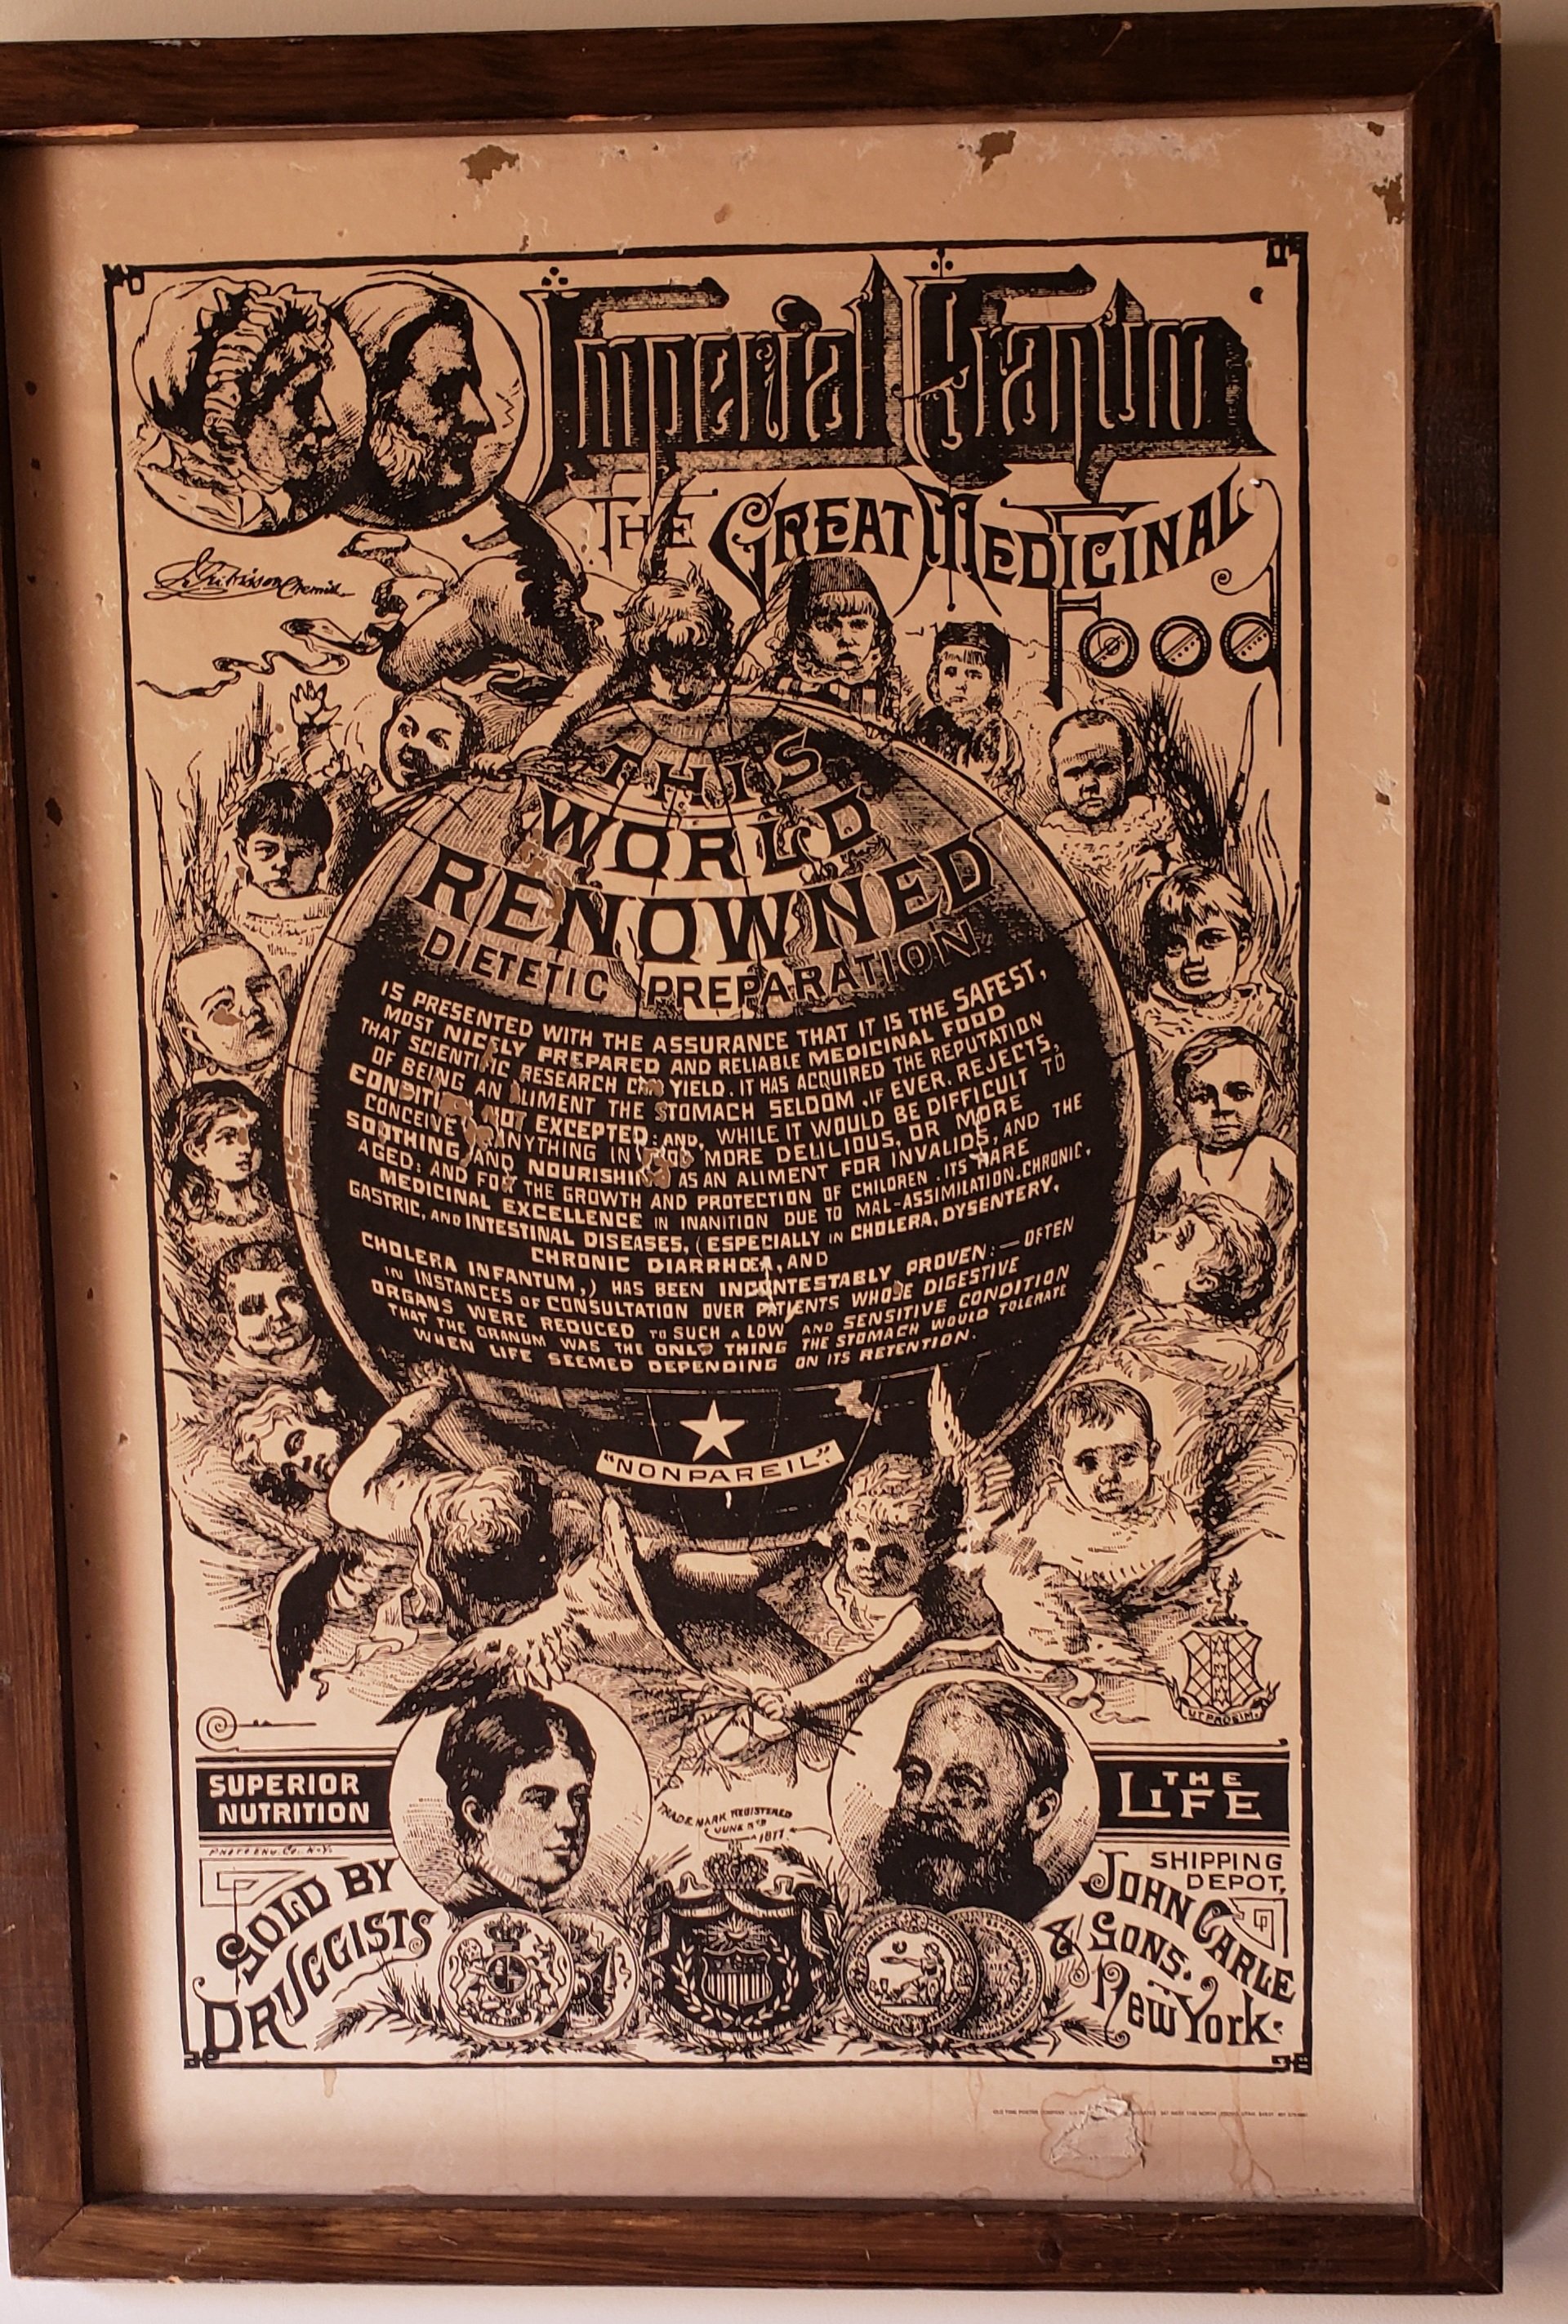 Imperial Granum
THE GREAT MEDICINAL
FOOD
THIS
WORLD
RENOWNED
DIETETIC PREPARATION
IS PRESENTED WITH THE ASSURANCE THAT IT IS THE SAFEST,
MOST NICELY PREPARED AND RELIABLE MEDICINAL FOOD
THAT SCIENTIFIC RESEARCH CAN YIELD. IT HAS ACQUIRED THE REPUTATION
OF BEING AN ALIMENT THE STOMACH SELDOM, IF EVER, REJECTS,
CONDITION NOT EXCEPTED: AND, WHILE IT WOULD BE DIFFICULT TO
CONCEIVE ANYTHING IN FOOD MORE DELICIOUS, OR MORE
SOOTHING AND NOURISHING AS AN ALIMENT FOR INVALIDS, AND THE
AGED: AND FOR THE GROWTH AND PROTECTION OF CHILDREN. ITS RARE
MEDICINAL EXCELLENCE IN INANITION DUE TO MAL-ASSIMILATION, CHRONIC,
GASTRIC, AND INTESTINAL DISEASES, (ESPECIALLY IN CHOLERA, DYSENTERY,
CHRONIC DIARRHOEA, AND
CHOLERA INFANTUM,) HAS BEEN INCONTESTABLY PROVEN:—OFTEN
IN INSTANCES OF CONSULTATION OVER PATIENTS WHOSE DIGESTIVE
ORGANS WERE REDUCED TO SUCH A LOW AND SENSITIVE CONDITION
THAT THE GRANUM WAS THE ONLY THING THE STOMACH WOULD TOLERATE
WHEN LIFE SEEMED DEPENDING ON ITS RETENTION.
"NONPAREIL."
UT PROSIM.
SUPERIOR
NUTRITION
THE
LIFE
TRADE MARK REGISTERED
JUNE 5TH
1877.
PHOTO ENG. CO. N.Y.
SOLD BY
DRUGGISTS
SHIPPING
DEPOT,
JOHN CARLE
& SONS.
New York.